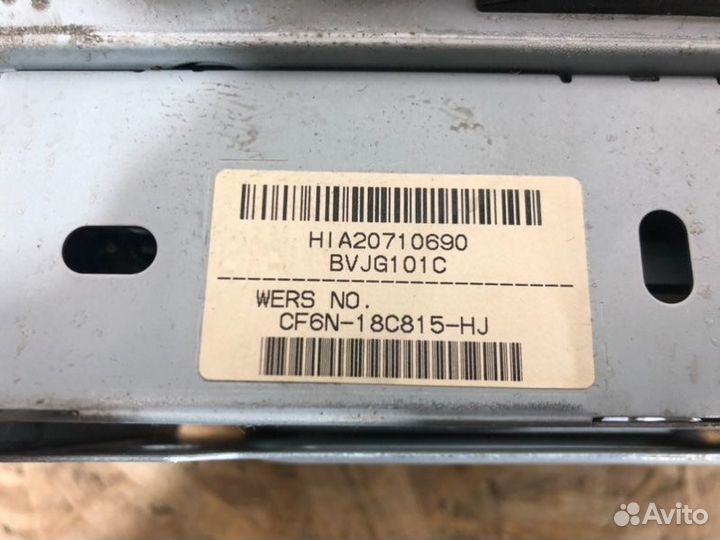 HIA20710690
BVJG101C
WERS NO.
CF6N-18C815-HJ
Avito